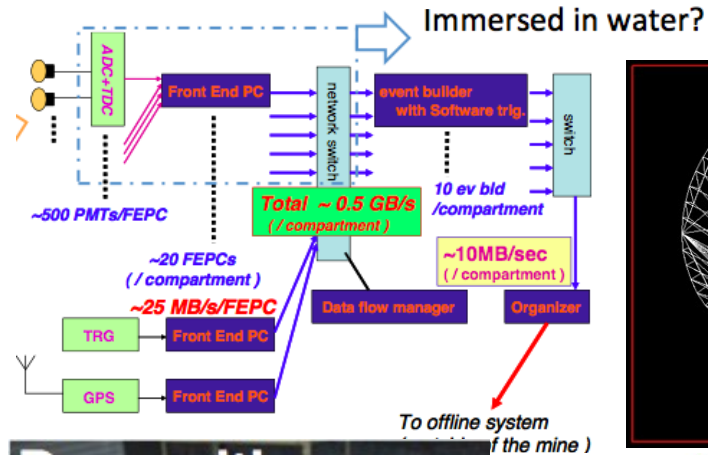 Immersed in water?
ADC+TDC
Front End PC
network switch
event builder
with Software trig.
switch
~500 PMTs/FEPC
Total ~ 0.5 GB/s
( / compartment )
10 ev bld
/compartment
~20 FEPCs
( / compartment )
~25 MB/s/FEPC
~10MB/sec
( / compartment )
Data flow manager
Organizer
TRG
Front End PC
GPS
Front End PC
To offline system
of the mine )